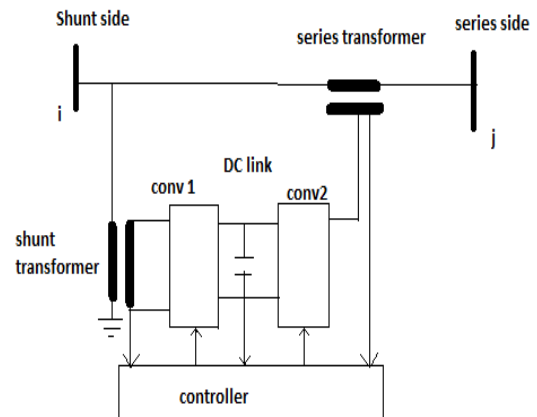 Shunt side
series transformer
series side
i
j
DC link
conv 1
conv2
shunt
transformer
controller